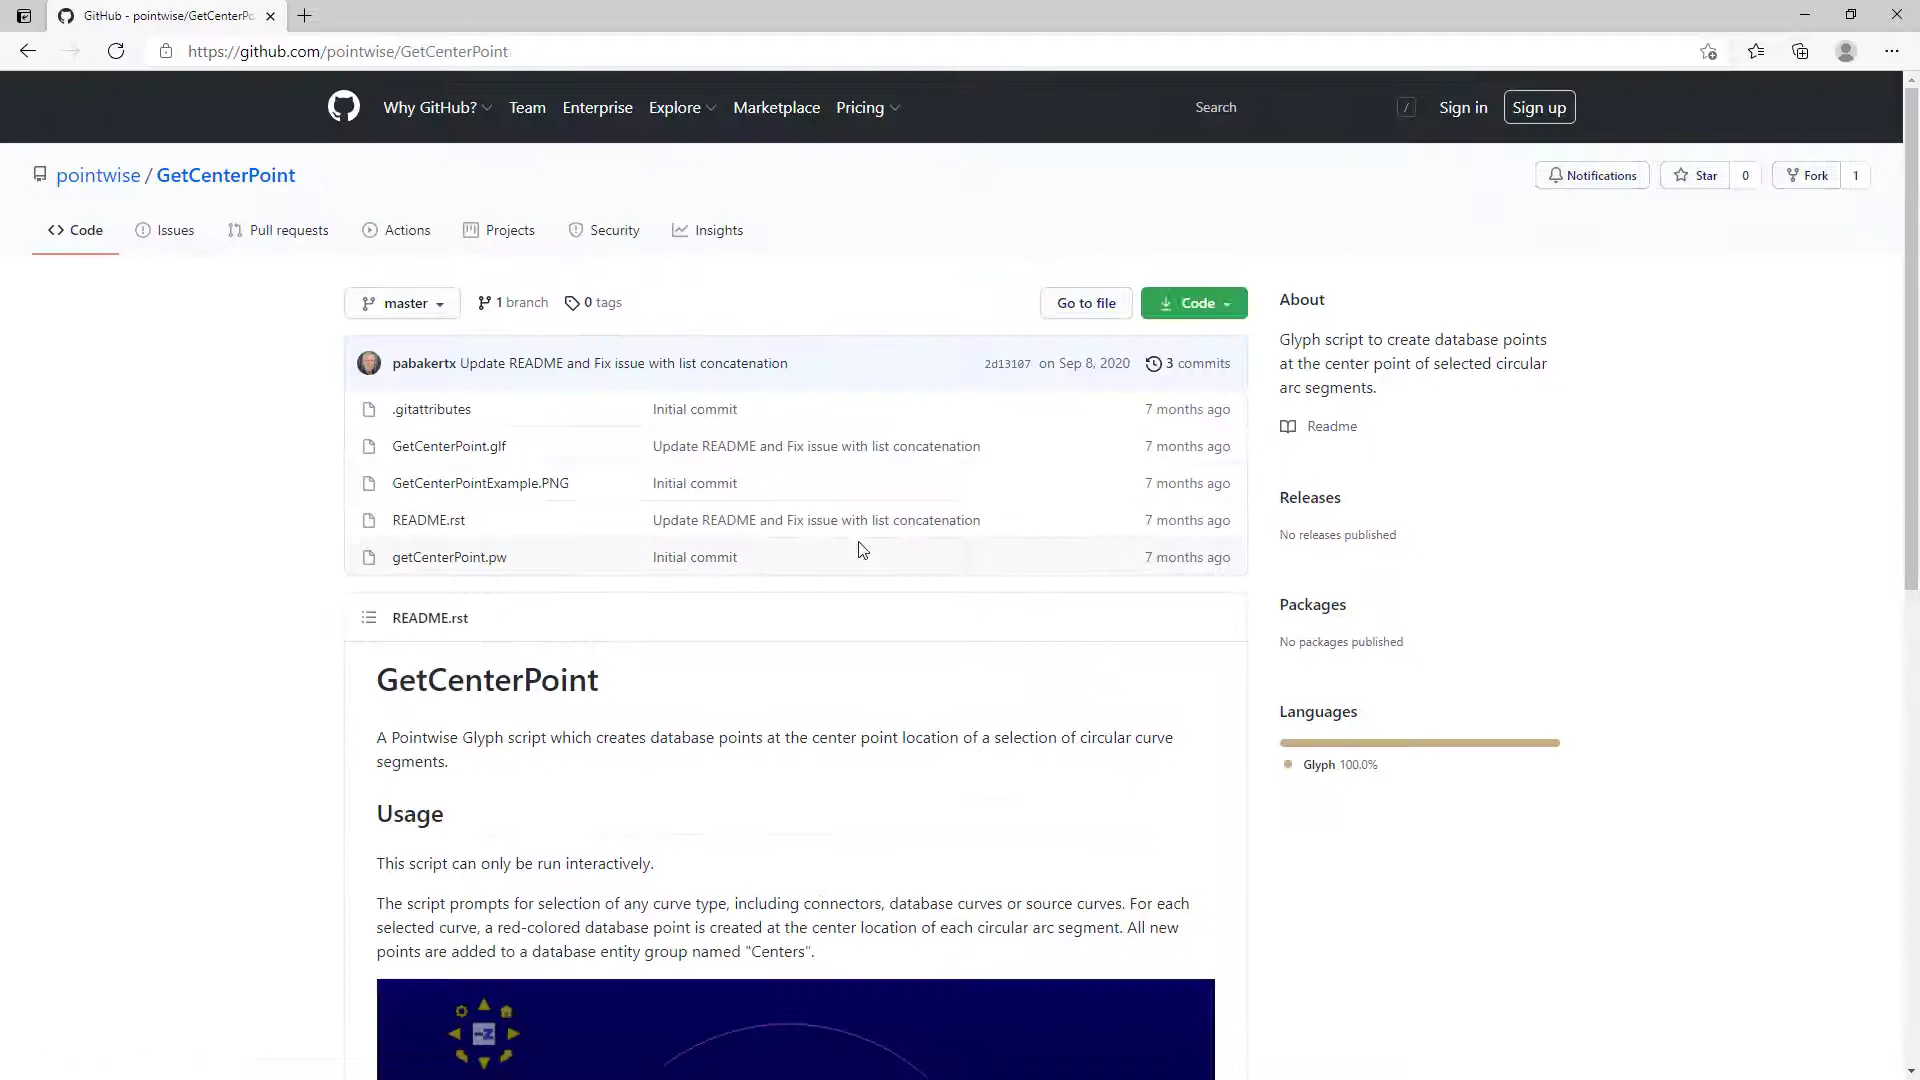 GitHub - pointwise/GetCenterPo
https://github.com/pointwise/GetCenterPoint
Why GitHub? Team Enterprise Explore Marketplace Pricing Search / Sign in Sign up
pointwise / GetCenterPoint Notifications Star 0 Fork 1
Code Issues Pull requests Actions Projects Security Insights
master 1 branch 0 tags Go to file Code
pabakertx Update README and Fix issue with list concatenation 2d13107 on Sep 8, 2020 3 commits
.gitattributes Initial commit 7 months ago
GetCenterPoint.glf Update README and Fix issue with list concatenation 7 months ago
GetCenterPointExample.PNG Initial commit 7 months ago
README.rst Update README and Fix issue with list concatenation 7 months ago
getCenterPoint.pw Initial commit 7 months ago
README.rst
GetCenterPoint
A Pointwise Glyph script which creates database points at the center point location of a selection of circular curve
segments.
Usage
This script can only be run interactively.
The script prompts for selection of any curve type, including connectors, database curves or source curves. For each
selected curve, a red-colored database point is created at the center location of each circular arc segment. All new
points are added to a database entity group named "Centers".
-Z
About
Glyph script to create database points
at the center point of selected circular
arc segments.
Readme
Releases
No releases published
Packages
No packages published
Languages
Glyph 100.0%